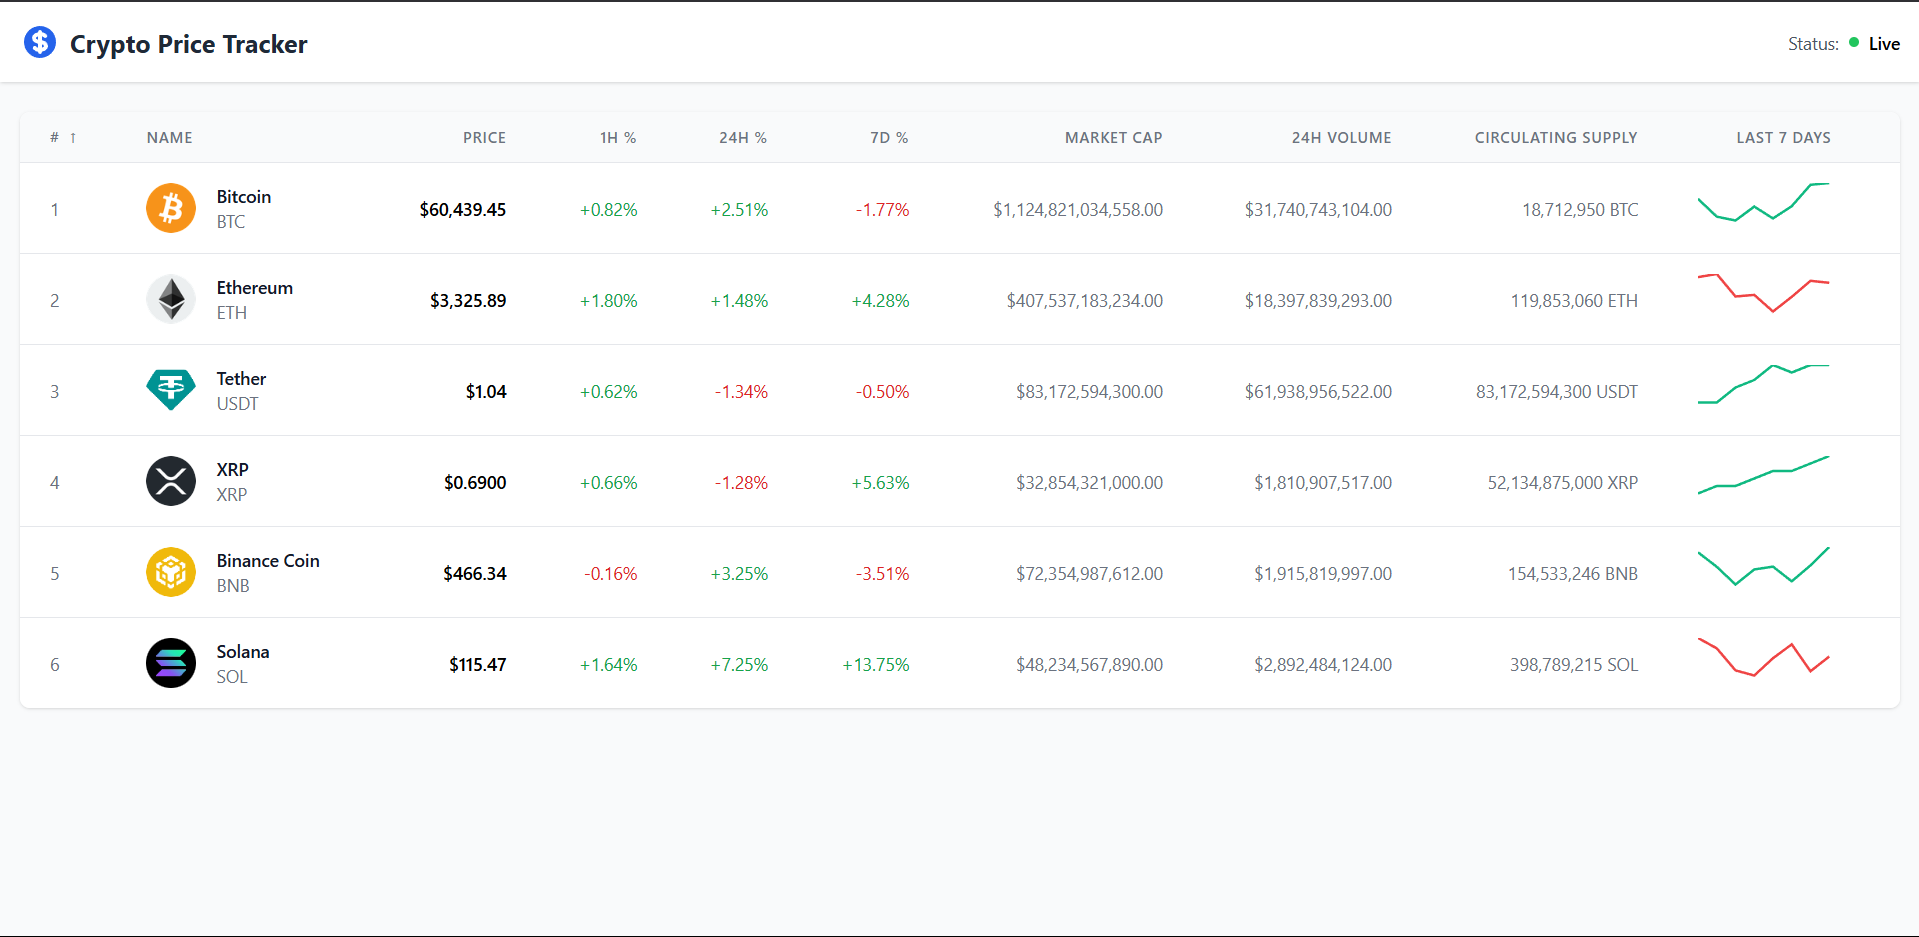 Crypto Price Tracker
Status: Live
# ↑ NAME PRICE 1H % 24H % 7D % MARKET CAP 24H VOLUME CIRCULATING SUPPLY LAST 7 DAYS
1 Bitcoin $60,439.45 +0.82% +2.51% -1.77% $1,124,821,034,558.00 $31,740,743,104.00 18,712,950 BTC
BTC
2 Ethereum $3,325.89 +1.80% +1.48% +4.28% $407,537,183,234.00 $18,397,839,293.00 119,853,060 ETH
ETH
3 Tether $1.04 +0.62% -1.34% -0.50% $83,172,594,300.00 $61,938,956,522.00 83,172,594,300 USDT
USDT
4 XRP $0.6900 +0.66% -1.28% +5.63% $32,854,321,000.00 $1,810,907,517.00 52,134,875,000 XRP
XRP
5 Binance Coin $466.34 -0.16% +3.25% -3.51% $72,354,987,612.00 $1,915,819,997.00 154,533,246 BNB
BNB
6 Solana $115.47 +1.64% +7.25% +13.75% $48,234,567,890.00 $2,892,484,124.00 398,789,215 SOL
SOL